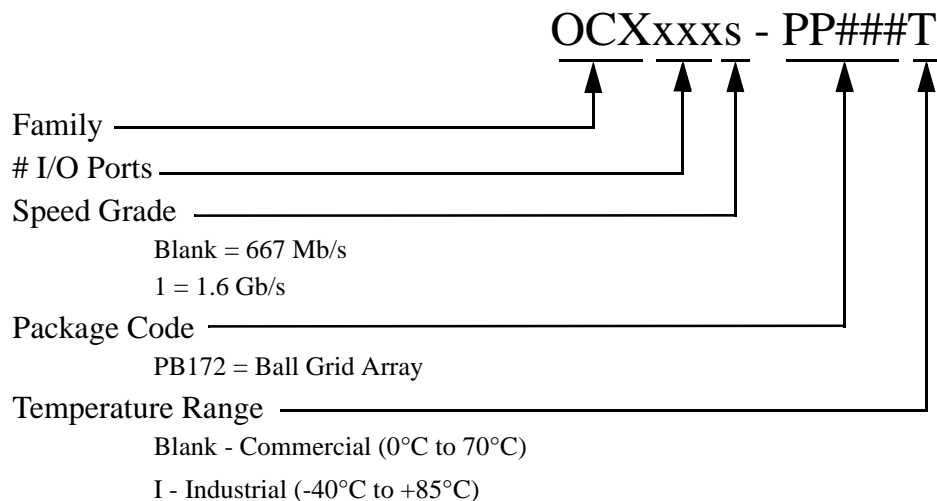 OCXxxxs - PP###T
Family
# I/O Ports
Speed Grade
Blank = 667 Mb/s
1 = 1.6 Gb/s
Package Code
PB172 = Ball Grid Array
Temperature Range
Blank - Commercial (0°C to 70°C)
I - Industrial (-40°C to +85°C)